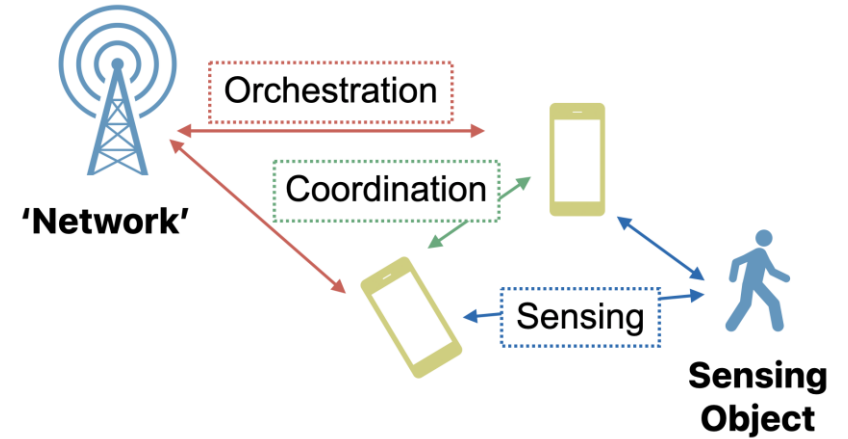 Orchestration
Coordination
‘Network’
Sensing
Sensing
Object